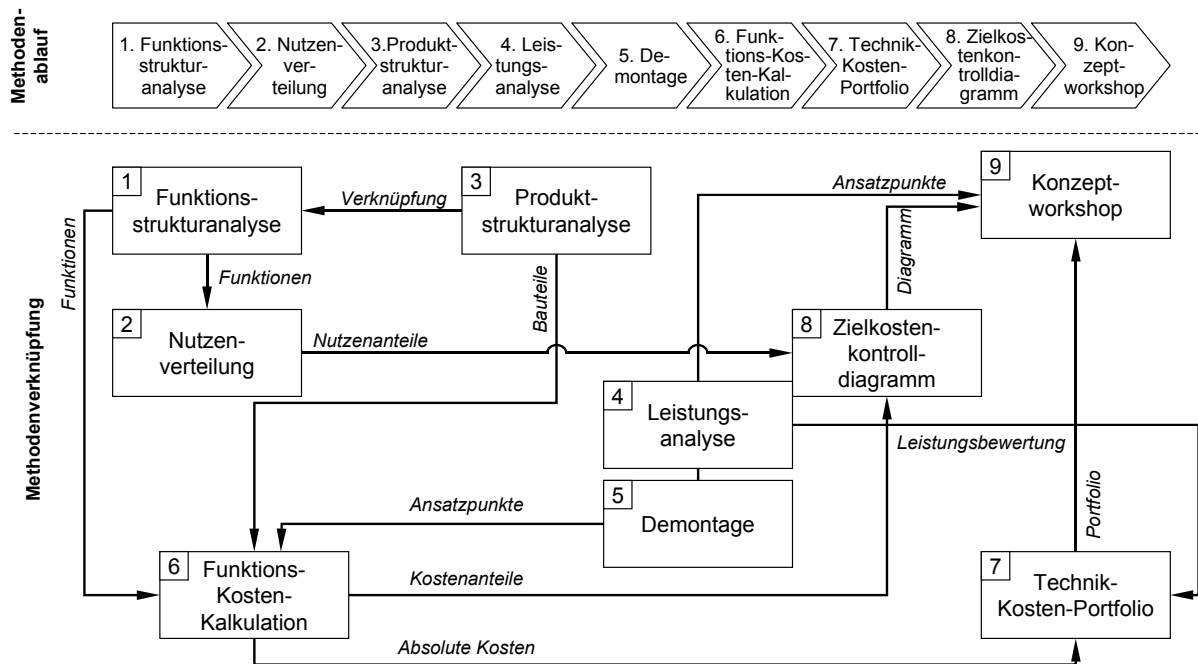 Methoden-
ablauf
1. Funktions-
struktur-
analyse
2. Nutzen-
ver-
teilung
3.Produkt-
struktur-
analyse
4. Leis-
tungs-
analyse
5. De-
montage
6. Funk-
tions-Kos-
ten-Kal-
kulation
7. Technik-
Kosten-
Portfolio
8. Zielkos-
tenkon-
trolldia-
gramm
9. Kon-
zept-
workshop
Methodenverknüpfung
1
Funktions-
strukturanalyse
Verknüpfung
3
Produkt-
strukturanalyse
Ansatzpunkte
9
Konzept-
workshop
Funktionen
Funktionen
Bauteile
Diagramm
2
Nutzen-
verteilung
Nutzenanteile
8
Zielkosten-
kontroll-
diagramm
4
Leistungs-
analyse
Leistungsbewertung
5
Demontage
Ansatzpunkte
Portfolio
6
Funktions-
Kosten-
Kalkulation
Kostenanteile
7
Technik-
Kosten-Portfolio
Absolute Kosten